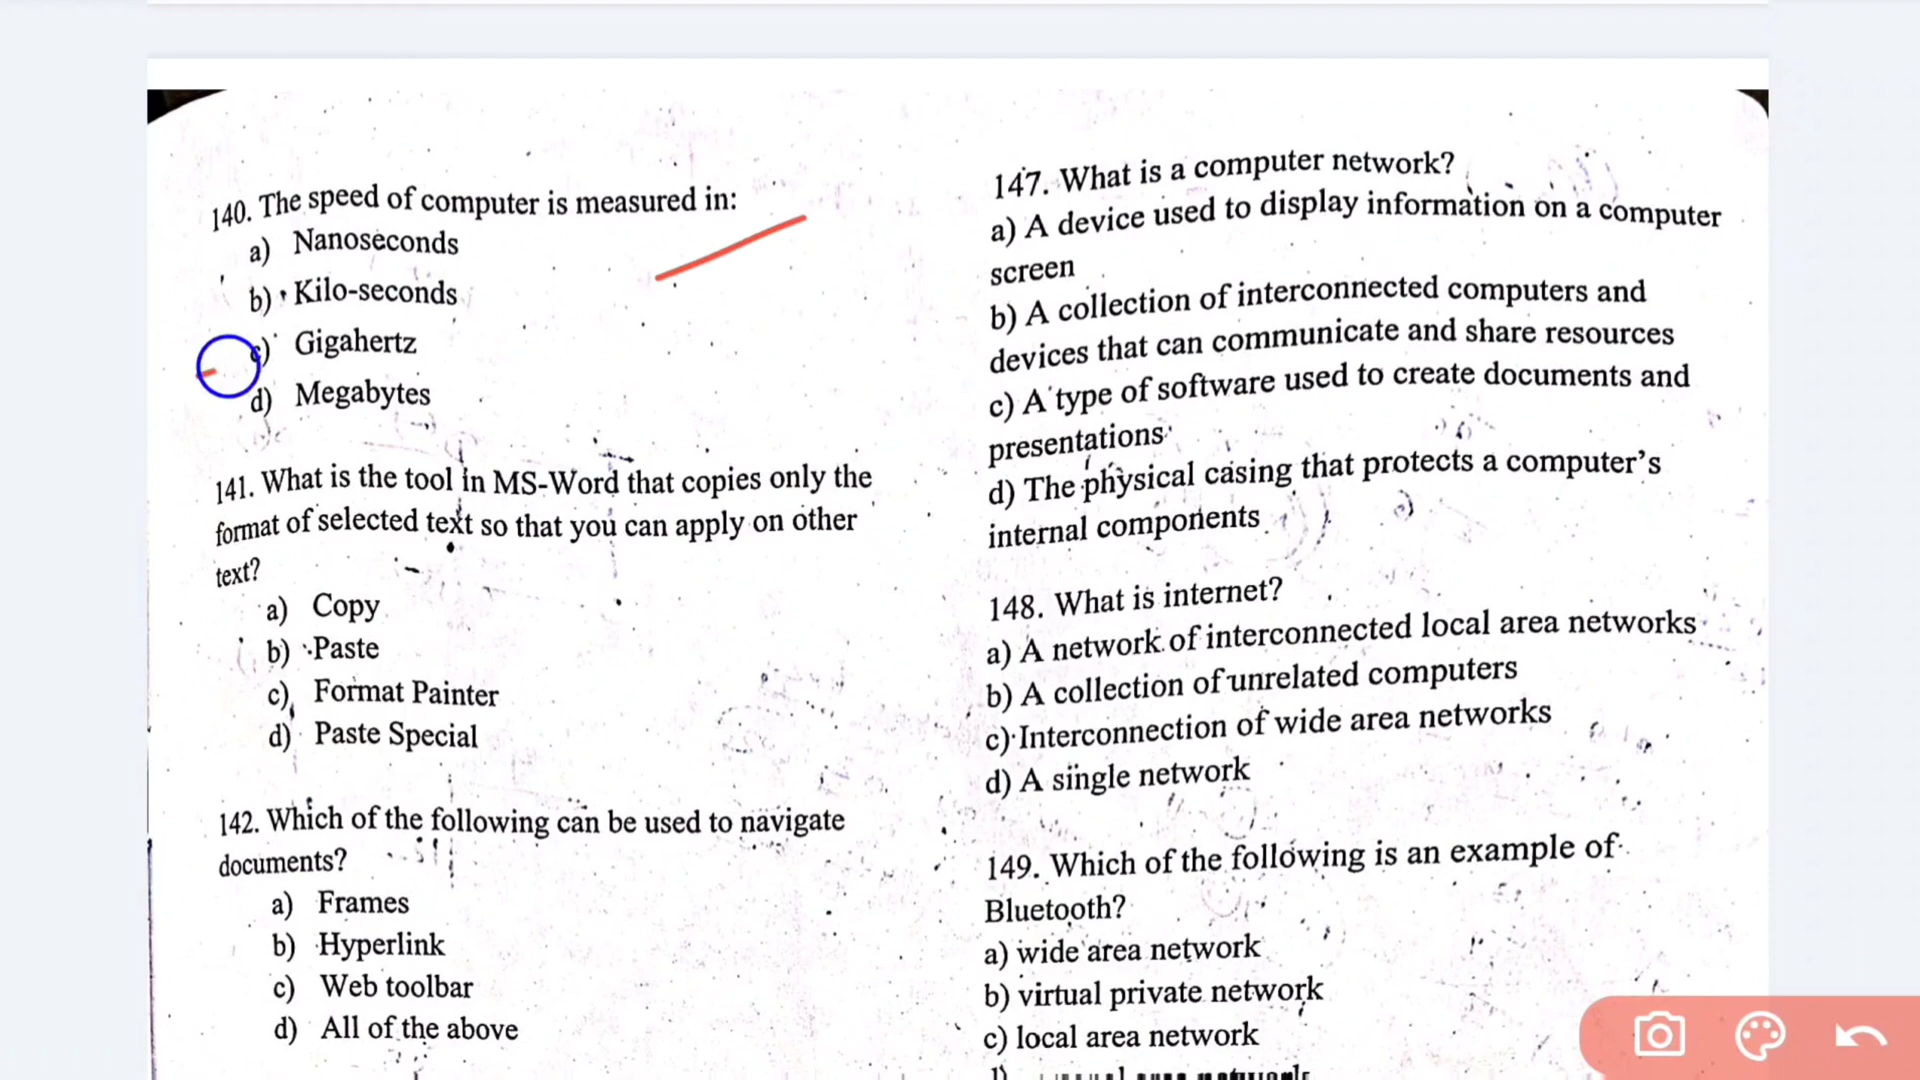 140. The speed of computer is measured in:
a) Nanoseconds
b) Kilo-seconds
c) Gigahertz
d) Megabytes
141. What is the tool in MS-Word that copies only the
format of selected text so that you can apply on other
text?
a) Copy
b) Paste
c) Format Painter
d) Paste Special
142. Which of the following can be used to navigate
documents?
a) Frames
b) Hyperlink
c) Web toolbar
d) All of the above
147. What is a computer network?
a) A device used to display information on a computer
screen
b) A collection of interconnected computers and
devices that can communicate and share resources
c) A type of software used to create documents and
presentations
d) The physical casing that protects a computer's
internal components
148. What is internet?
a) A network of interconnected local area networks
b) A collection of unrelated computers
c) Interconnection of wide area networks
d) A single network
149. Which of the following is an example of
Bluetooth?
a) wide area network
b) virtual private network
c) local area network